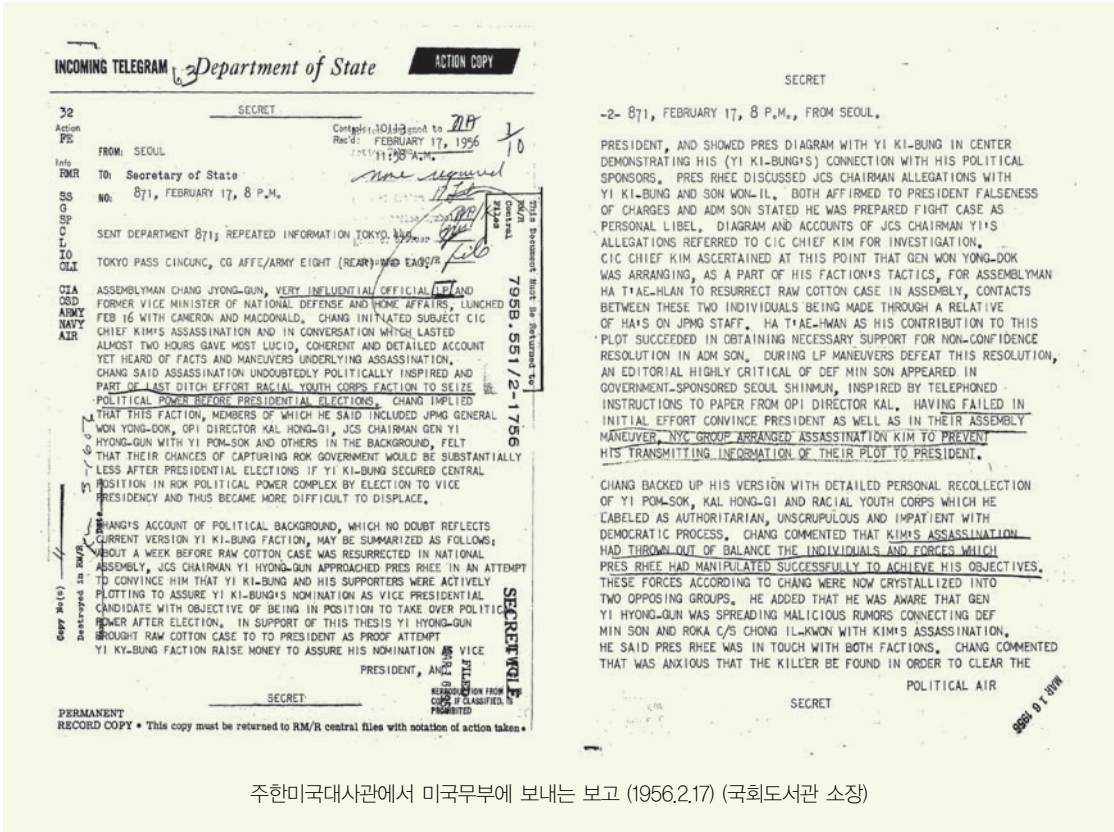 INCOMING TELEGRAM Department of State ACTION COPY
SECRET
32
Action
FE
Info
RMR
SS
G
SP
C
L
IO
OLI
CIA
OSD
ARMY
NAVY
AIR
Rec'd: FEBRUARY 17, 1956
11:58 A.M.
FROM: SEOUL
TO: Secretary of State
NO: 871, FEBRUARY 17, 8 P.M.
none required
SENT DEPARTMENT 871; REPEATED INFORMATION TOKYO
TOKYO PASS CINCUNC, CG AFFE/ARMY EIGHT (REAR)
ASSEMBLYMAN CHANG JYONG-GUN, VERY INFLUENTIAL OFFICIAL LP AND
FORMER VICE MINISTER OF NATIONAL DEFENSE AND HOME AFFAIRS, LUNCHED
FEB 16 WITH CAMERON AND MACDONALD. CHANG INITIATED SUBJECT CIC
CHIEF KIM'S ASSASSINATION AND IN CONVERSATION WHICH LASTED
ALMOST TWO HOURS GAVE MOST LUCID, COHERENT AND DETAILED ACCOUNT
YET HEARD OF FACTS AND MANEUVERS UNDERLYING ASSASSINATION.
CHANG SAID ASSASSINATION UNDOUBTEDLY POLITICALLY INSPIRED AND
PART OF LAST DITCH EFFORT RACIAL YOUTH CORPS FACTION TO SEIZE
POLITICAL POWER BEFORE PRESIDENTIAL ELECTIONS. CHANG IMPLIED
THAT THIS FACTION, MEMBERS OF WHICH HE SAID INCLUDED JPMG GENERAL
WON YONG-DOK, OPI DIRECTOR KAL HONG-GI, JCS CHAIRMAN GEN YI
HYONG-GUN WITH YI POM-SOK AND OTHERS IN THE BACKGROUND, FELT
THAT THEIR CHANCES OF CAPTURING ROK GOVERNMENT WOULD BE SUBSTANTIALLY
LESS AFTER PRESIDENTIAL ELECTIONS IF YI KI-BUNG SECURED CENTRAL
POSITION IN ROK POLITICAL POWER COMPLEX BY ELECTION TO VICE
PRESIDENCY AND THUS BECAME MORE DIFFICULT TO DISPLACE.
CHANG'S ACCOUNT OF POLITICAL BACKGROUND, WHICH NO DOUBT REFLECTS
CURRENT VERSION YI KI-BUNG FACTION, MAY BE SUMMARIZED AS FOLLOWS:
ABOUT A WEEK BEFORE RAW COTTON CASE WAS RESURRECTED IN NATIONAL
ASSEMBLY, JCS CHAIRMAN YI HYONG-GUN APPROACHED PRES RHEE IN AN ATTEMPT
TO CONVINCE HIM THAT YI KI-BUNG AND HIS SUPPORTERS WERE ACTIVELY
PLOTTING TO ASSURE YI KI-BUNG'S NOMINATION AS VICE PRESIDENTIAL
CANDIDATE WITH OBJECTIVE OF BEING IN POSITION TO TAKE OVER POLITIC
POWER AFTER ELECTION. IN SUPPORT OF THIS THESIS YI HYONG-GUN
BROUGHT RAW COTTON CASE TO TO PRESIDENT AS PROOF ATTEMPT
YI KY-BUNG FACTION RAISE MONEY TO ASSURE HIS NOMINATION AS VICE
PRESIDENT, AND
SECRET
REPRODUCTION FROM THIS
COPY, IF CLASSIFIED, IS
PROHIBITED
PERMANENT
RECORD COPY • This copy must be returned to RM/R central files with notation of action taken •
This Document Must Be Returned to
RM/R
Central
Files
795B.551/2-1756
SECRET FILE
FILED
Copy No(s)
Destroyed in RM/R
SECRET
-2- 871, FEBRUARY 17, 8 P.M., FROM SEOUL.
PRESIDENT, AND SHOWED PRES DIAGRAM WITH YI KI-BUNG IN CENTER
DEMONSTRATING HIS (YI KI-BUNG'S) CONNECTION WITH HIS POLITICAL
SPONSORS. PRES RHEE DISCUSSED JCS CHAIRMAN ALLEGATIONS WITH
YI KI-BUNG AND SON WON-IL. BOTH AFFIRMED TO PRESIDENT FALSENESS
OF CHARGES AND ADM SON STATED HE WAS PREPARED FIGHT CASE AS
PERSONAL LIBEL. DIAGRAM AND ACCOUNTS OF JCS CHAIRMAN YI'S
ALLEGATIONS REFERRED TO CIC CHIEF KIM FOR INVESTIGATION.
CIC CHIEF KIM ASCERTAINED AT THIS POINT THAT GEN WON YONG-DOK
WAS ARRANGING, AS A PART OF HIS FACTION'S TACTICS, FOR ASSEMBLYMAN
HA T'AE-HLAN TO RESURRECT RAW COTTON CASE IN ASSEMBLY, CONTACTS
BETWEEN THESE TWO INDIVIDUALS BEING MADE THROUGH A RELATIVE
OF HA'S ON JPMG STAFF. HA T'AE-HWAN AS HIS CONTRIBUTION TO THIS
PLOT SUCCEEDED IN OBTAINING NECESSARY SUPPORT FOR NON-CONFIDENCE
RESOLUTION IN ADM SON. DURING LP MANEUVERS DEFEAT THIS RESOLUTION,
AN EDITORIAL HIGHLY CRITICAL OF DEF MIN SON APPEARED IN
GOVERNMENT-SPONSORED SEOUL SHINMUN, INSPIRED BY TELEPHONED
INSTRUCTIONS TO PAPER FROM OPI DIRECTOR KAL. HAVING FAILED IN
INITIAL EFFORT CONVINCE PRESIDENT AS WELL AS IN THEIR ASSEMBLY
MANEUVER, NYC GROUP ARRANGED ASSASSINATION KIM TO PREVENT
HIS TRANSMITTING INFORMATION OF THEIR PLOT TO PRESIDENT.
CHANG BACKED UP HIS VERSION WITH DETAILED PERSONAL RECOLLECTION
OF YI POM-SOK, KAL HONG-GI AND RACIAL YOUTH CORPS WHICH HE
LABELED AS AUTHORITARIAN, UNSCRUPULOUS AND IMPATIENT WITH
DEMOCRATIC PROCESS. CHANG COMMENTED THAT KIM'S ASSASSINATION
HAD THROWN OUT OF BALANCE THE INDIVIDUALS AND FORCES WHICH
PRES RHEE HAD MANIPULATED SUCCESSFULLY TO ACHIEVE HIS OBJECTIVES.
THESE FORCES ACCORDING TO CHANG WERE NOW CRYSTALLIZED INTO
TWO OPPOSING GROUPS. HE ADDED THAT HE WAS AWARE THAT GEN
YI HYONG-GUN WAS SPREADING MALICIOUS RUMORS CONNECTING DEF
MIN SON AND ROKA C/S CHONG IL-KWON WITH KIM'S ASSASSINATION.
HE SAID PRES RHEE WAS IN TOUCH WITH BOTH FACTIONS. CHANG COMMENTED
THAT WAS ANXIOUS THAT THE KILLER BE FOUND IN ORDER TO CLEAR THE
POLITICAL AIR
SECRET
MAR 16 1956
주한미국대사관에서 미국무부에 보내는 보고 (1956.2.17) (국회도서관 소장)